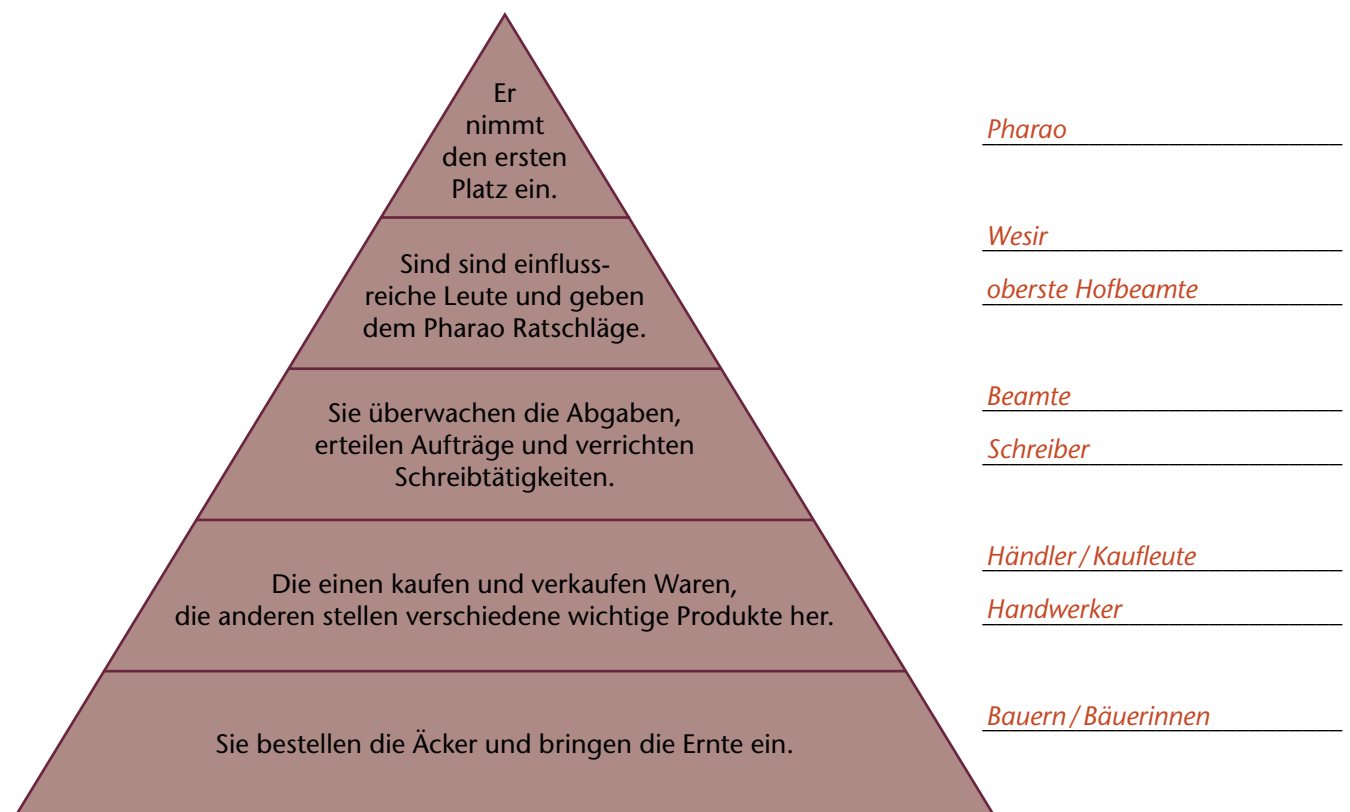 Er
nimmt
den ersten
Platz ein.
Pharao
Sind sind einfluss-
reiche Leute und geben
dem Pharao Ratschläge.
Wesir
oberste Hofbeamte
Sie überwachen die Abgaben,
erteilen Aufträge und verrichten
Schreibtätigkeiten.
Beamte
Schreiber
Die einen kaufen und verkaufen Waren,
die anderen stellen verschiedene wichtige Produkte her.
Händler / Kaufleute
Handwerker
Sie bestellen die Äcker und bringen die Ernte ein.
Bauern / Bäuerinnen